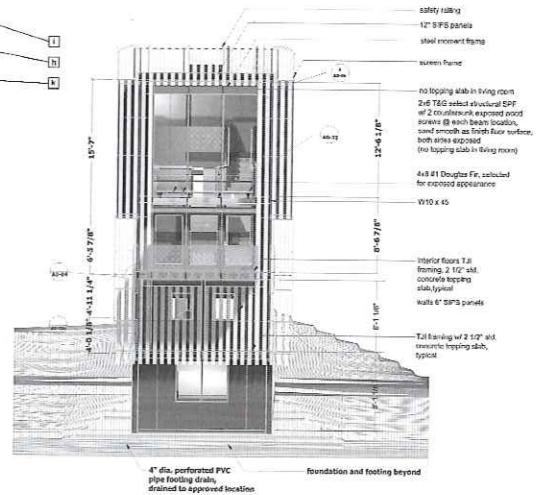 i
h
k
safety railing
12" SIPS panels
steel moment frame
screen frame
no topping slab in living room
2x6 T&G select structural SPF
w/ 2 countersunk exposed wood
screws @ each beam location,
sand smooth as finish floor surface,
both sides exposed
(no topping slab in living room)
4x8 #1 Douglas Fir, selected
for exposed appearance
W10 x 45
interior floors TJI
framing, 2 1/2" std.
concrete topping
slab, typical
walls 6" SIPS panels
TJI framing w/ 2 1/2" std.
concrete topping slab,
typical
15'-7"
6'-5 7/8"
4'-11 1/4"
4'-0 1/8"
12'-6 1/8"
8'-6 7/8"
8'-1 1/8"
4" dia. perforated PVC
pipe footing drain,
drained to approved location
foundation and footing beyond